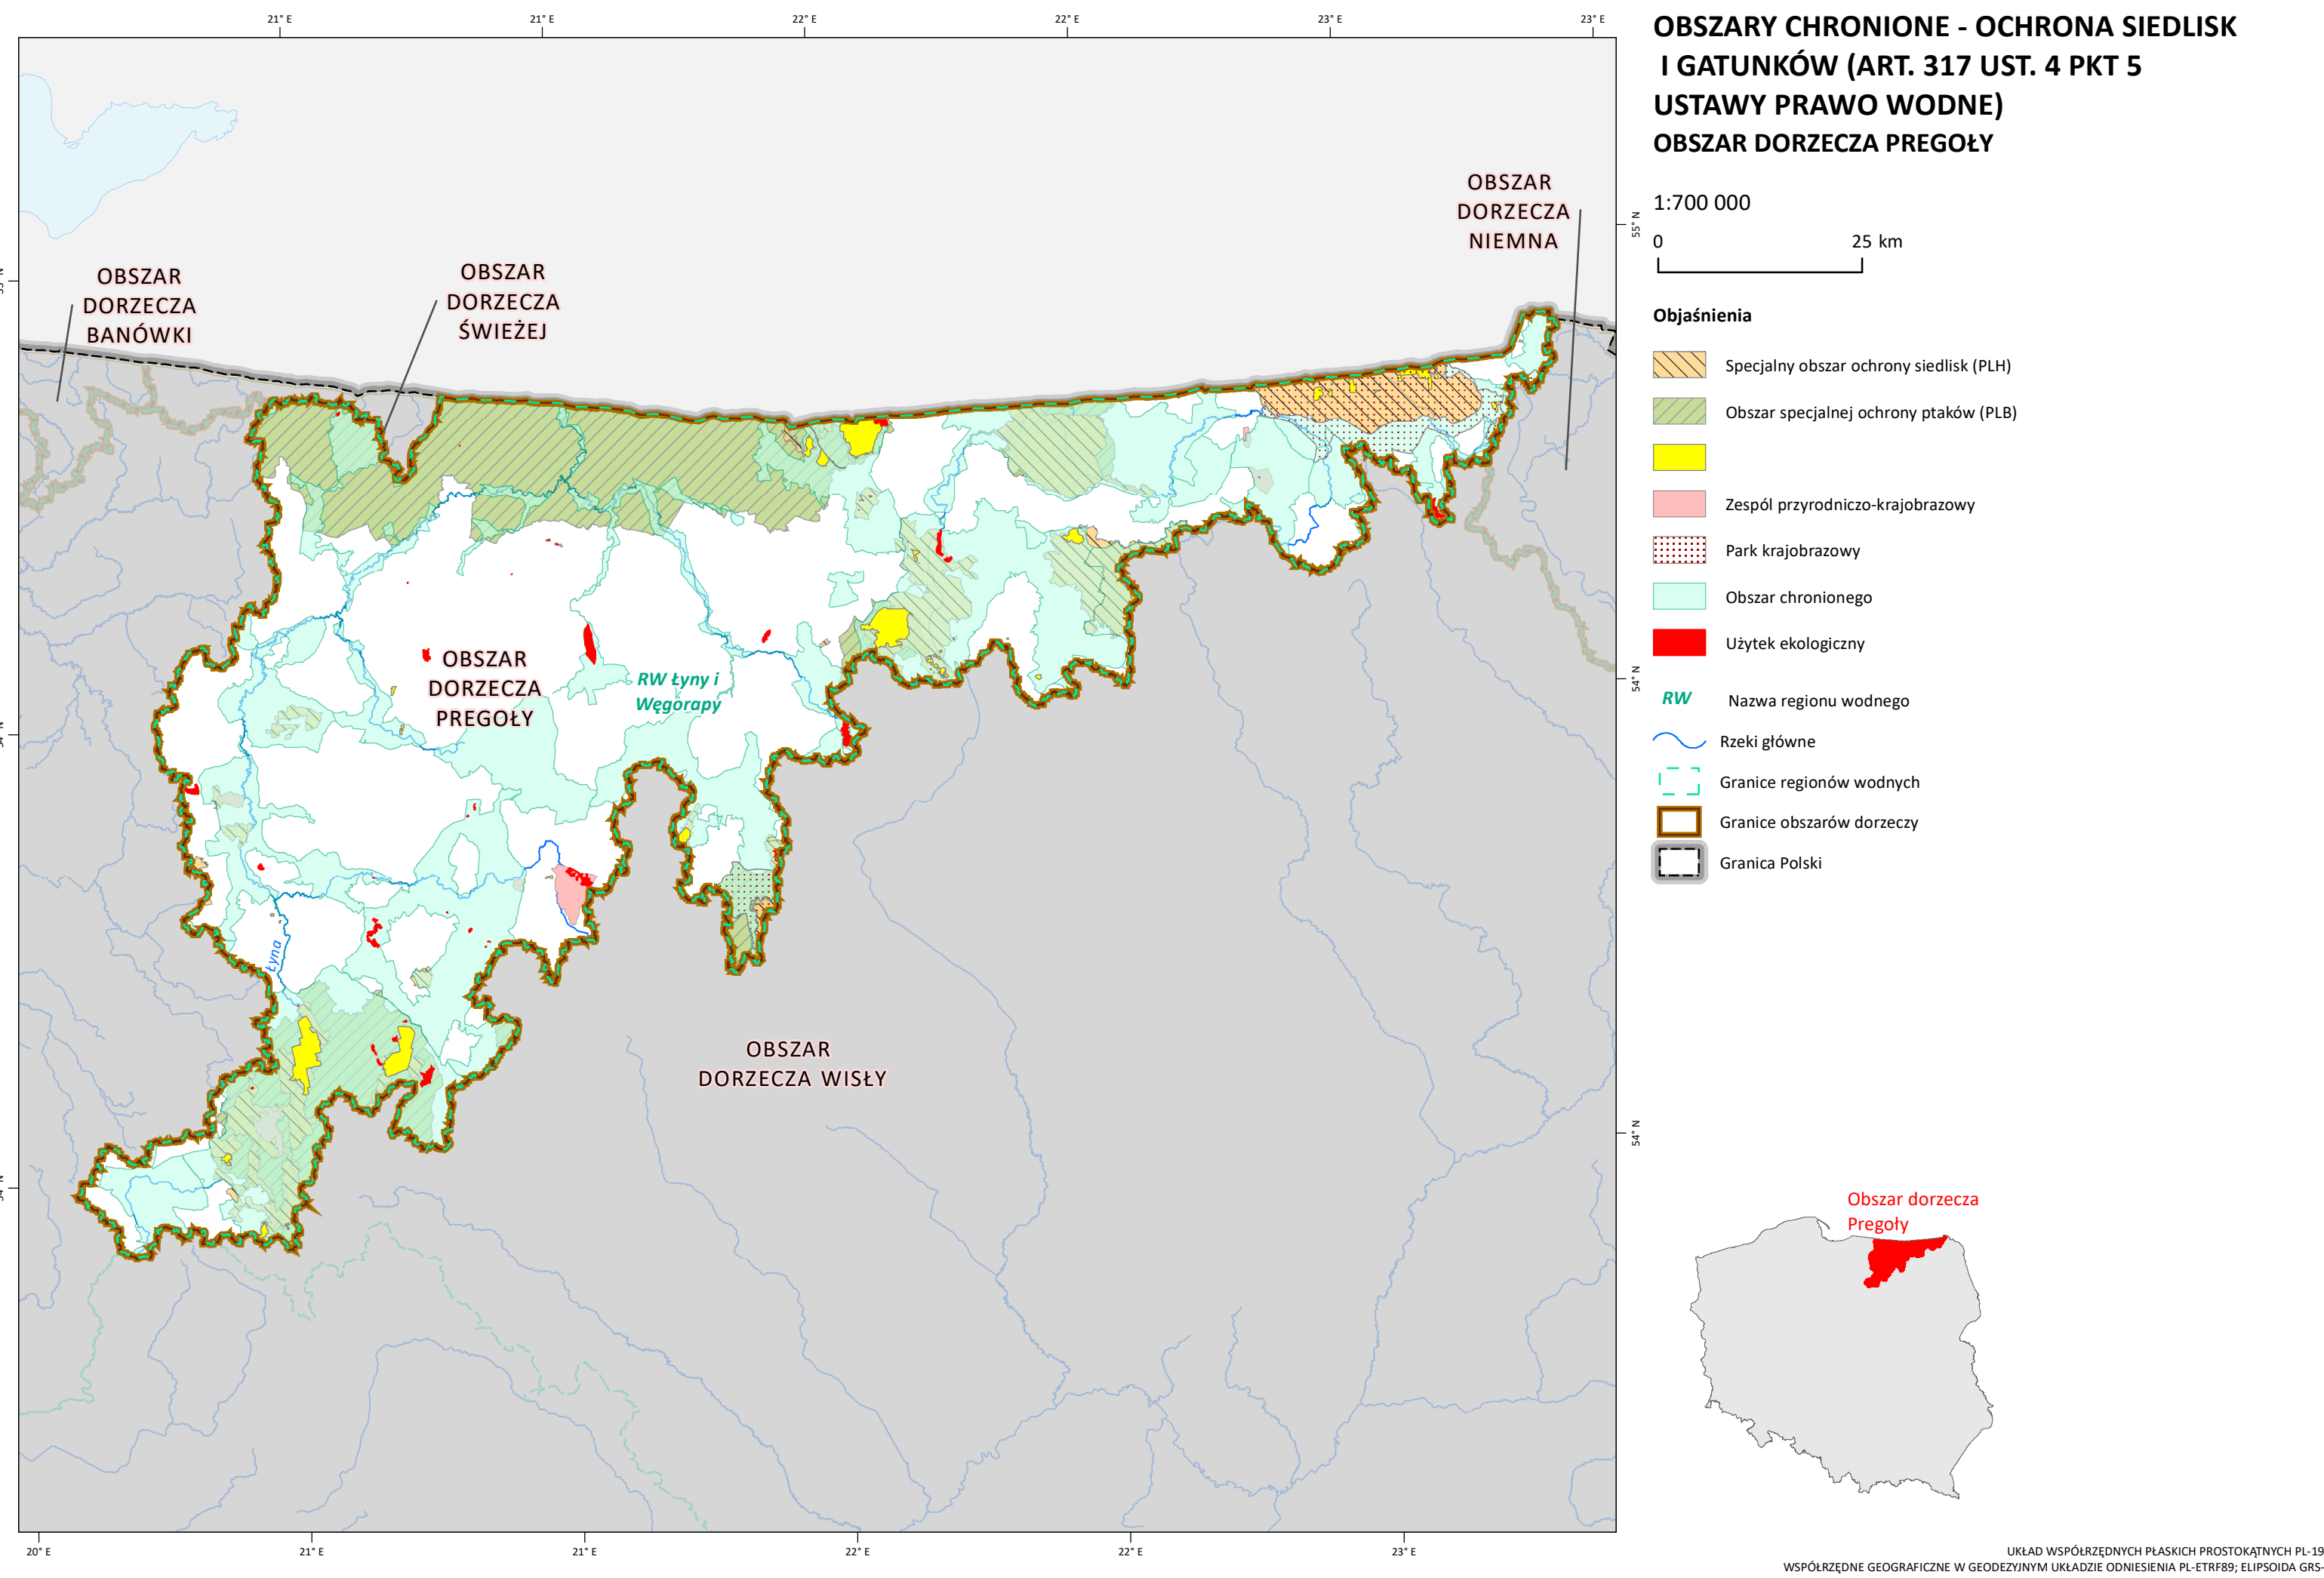 21° E
21° E
22° E
22° E
23° E
23° E
OBSZARY CHRONIONE - OCHRONA SIEDLISK
I GATUNKÓW (ART. 317 UST. 4 PKT 5
USTAWY PRAWO WODNE)
OBSZAR DORZECZA PREGOŁY
1:700 000
0 25 km
Objaśnienia
Specjalny obszar ochrony siedlisk (PLH)
Obszar specjalnej ochrony ptaków (PLB)
Zespól przyrodniczo-krajobrazowy
Park krajobrazowy
Obszar chronionego
Użytek ekologiczny
RW Nazwa regionu wodnego
Rzeki główne
Granice regionów wodnych
Granice obszarów dorzeczy
Granica Polski
OBSZAR
DORZECZA
BANÓWKI
OBSZAR
DORZECZA
ŚWIEŻEJ
OBSZAR
DORZECZA
NIEMNA
55° N
OBSZAR
DORZECZA
PREGOŁY
RW Łyny i
Węgorapy
54° N
Łyna
OBSZAR
DORZECZA WISŁY
54° N
Obszar dorzecza
Pregoły
20° E
21° E
21° E
22° E
22° E
23° E
UKŁAD WSPÓŁRZĘDNYCH PŁASKICH PROSTOKĄTNYCH PL-19
WSPÓŁRZĘDNE GEOGRAFICZNE W GEODEZYJNYM UKŁADZIE ODNIESIENIA PL-ETRF89; ELIPSOIDA GRS-